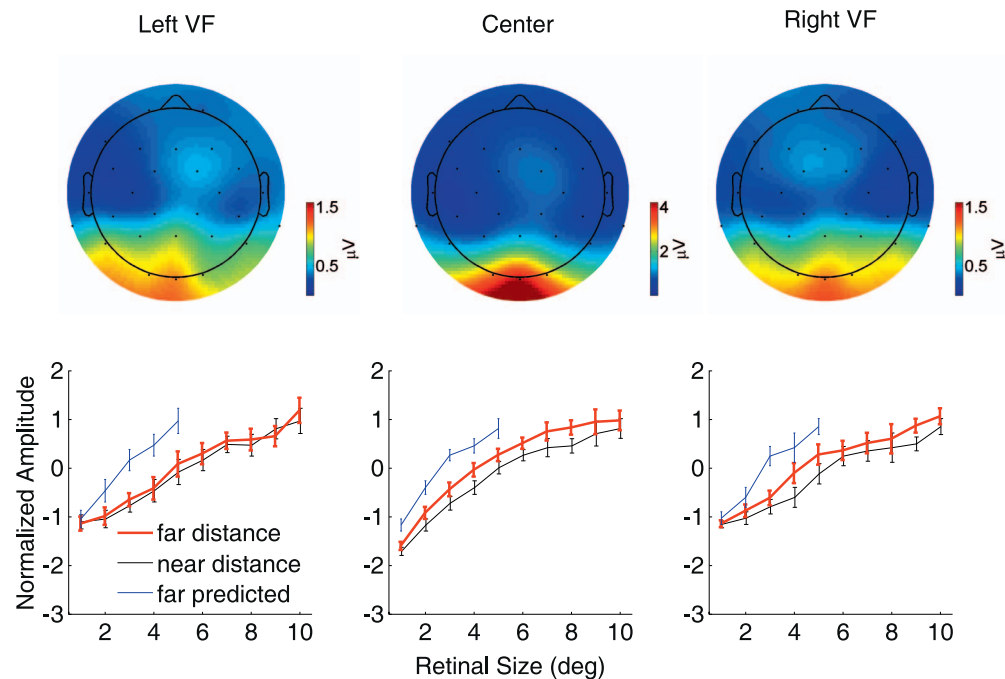 Left VF
Center
Right VF
1.5
0.5
μV
4
2
μV
1.5
0.5
μV
Normalized Amplitude
2
1
0
-1
-2
-3
far distance
near distance
far predicted
2 4 6 8 10
2
1
0
-1
-2
-3
2 4 6 8 10
2
1
0
-1
-2
-3
2 4 6 8 10
Retinal Size (deg)